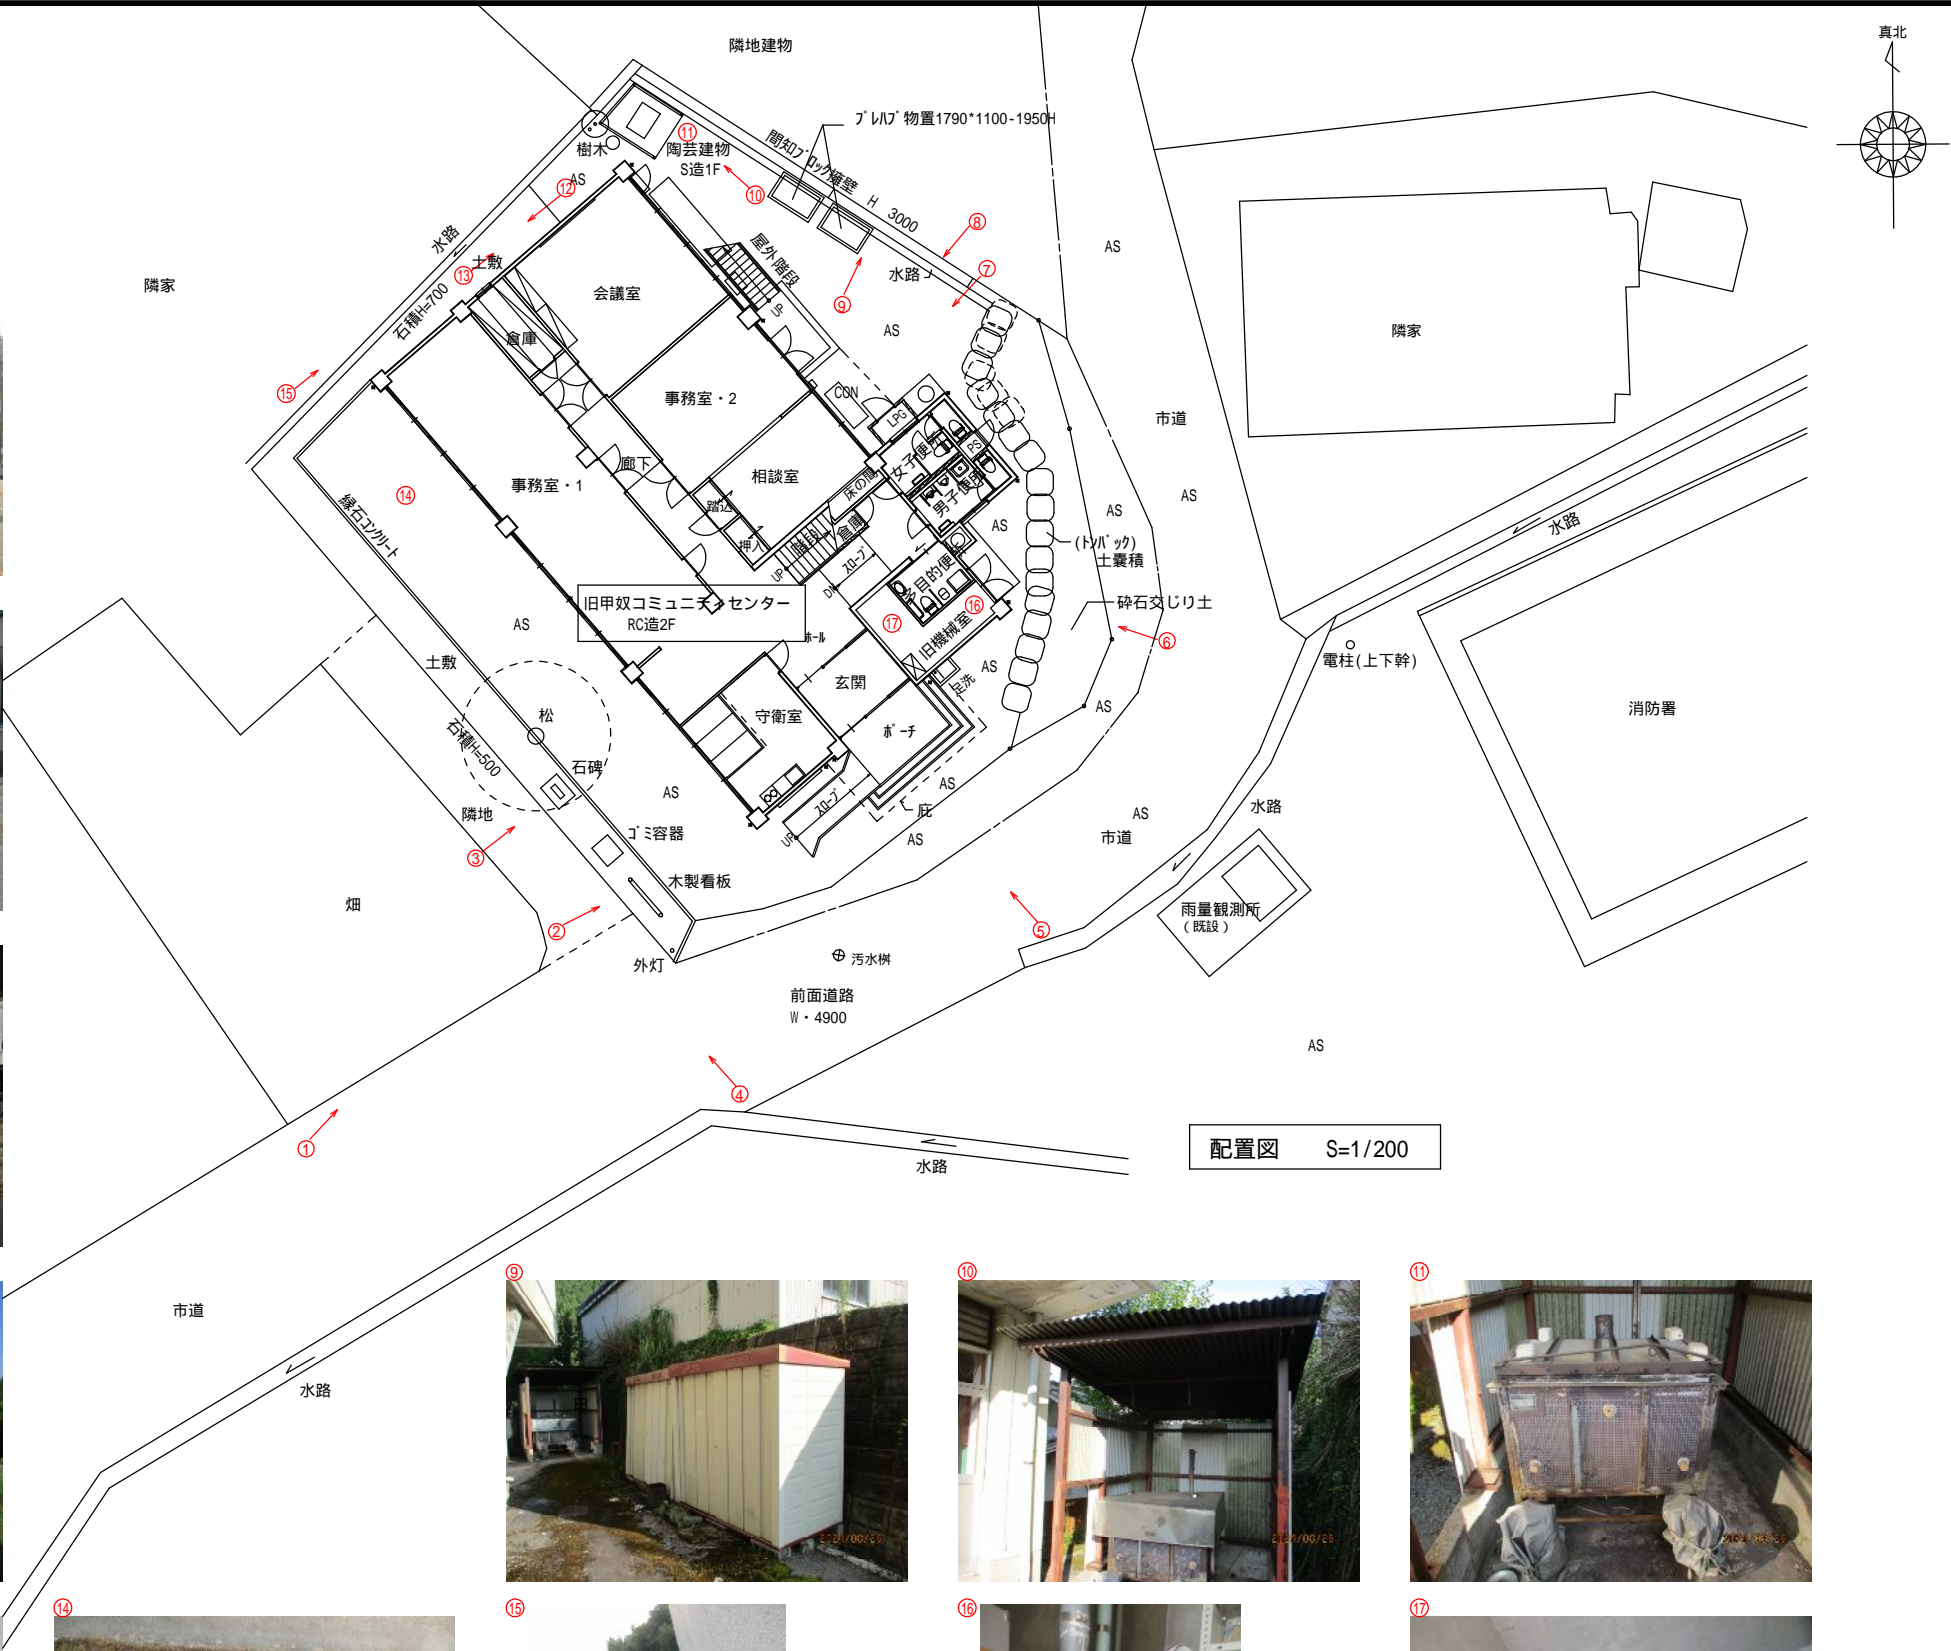 真北
隣地建物
ﾌﾟﾚﾊﾌﾞ物置1790*1100-1950H
間知ﾌﾞﾛｯｸ擁壁 H 3000
⑪
樹木
陶芸建物
S造1F
AS
⑫
⑩
⑧
水路
屋外階段
UP
⑬
土敷
水路
⑦
AS
隣家
会議室
⑨
石積H=700
AS
隣家
倉庫
⑮
事務室・2
CON
LPG
市道
女子便所
PS
廊下
相談室
床の間
事務室・1
⑭
男子便所
AS
AS
縁石ｺﾝｸﾘｰﾄ
踏込
AS
水路
押入
階段
倉庫
(ﾄﾝﾊﾟｯｸ)
土嚢積
UP
ｽﾛｰﾌﾟ
DN
多目的便所
旧甲奴コミュニティセンター
RC造2F
⑯
砕石交じり土
AS
⑰
旧機械室
ﾎｰﾙ
⑥
電柱(上下幹)
土敷
AS
玄関
足洗
AS
消防署
松
守衛室
ﾎﾟｰﾁ
石積H=500
石碑
AS
AS
ｽﾛｰﾌﾟ
庇
水路
隣地
ｺﾞﾐ容器
UP
AS
AS
市道
③
木製看板
畑
雨量観測所
(既設)
②
⑤
外灯
汚水桝
前面道路
W・4900
AS
④
①
配置図 S=1/200
水路
市道
水路
⑨
⑩
⑪
2024/08/26
2024/08/26
⑭
⑮
⑯
⑰